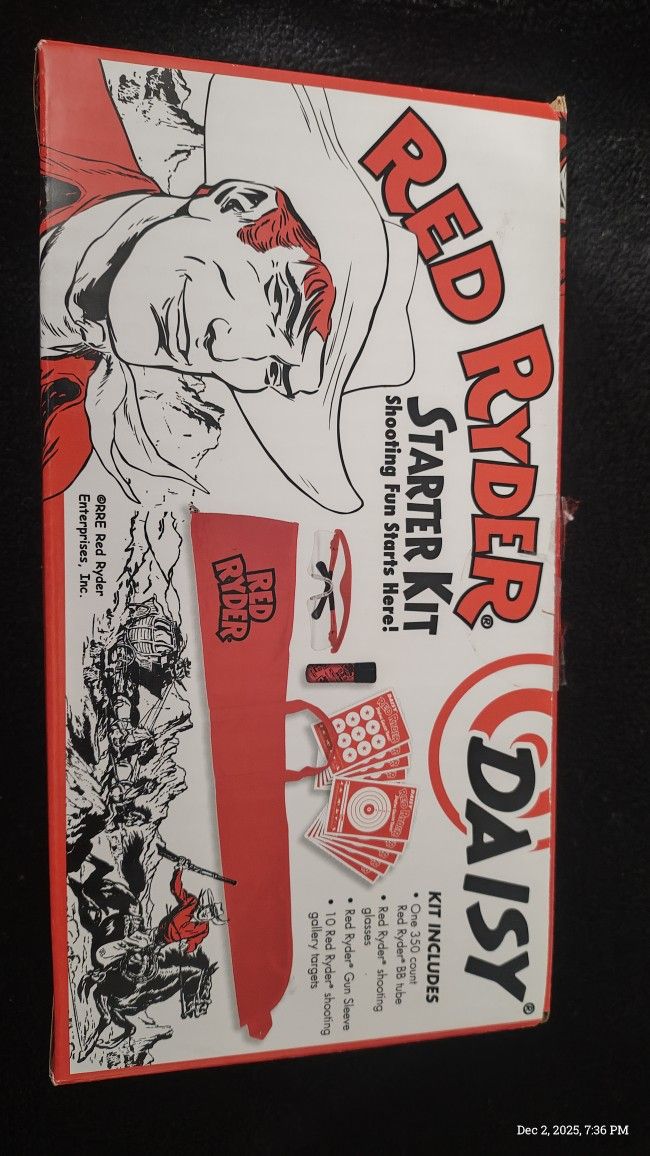 RED RYDER®
STARTER KIT
Shooting Fun Starts Here!
DAISY®
KIT INCLUDES
• One 350 count
Red Ryder® BB tube
• Red Ryder® shooting
glasses
• Red Ryder® Gun Sleeve
• 10 Red Ryder® shooting
gallery targets
RED
RYDER
©RRE Red Ryder
Enterprises, Inc.
Dec 2, 2025, 7:36 PM